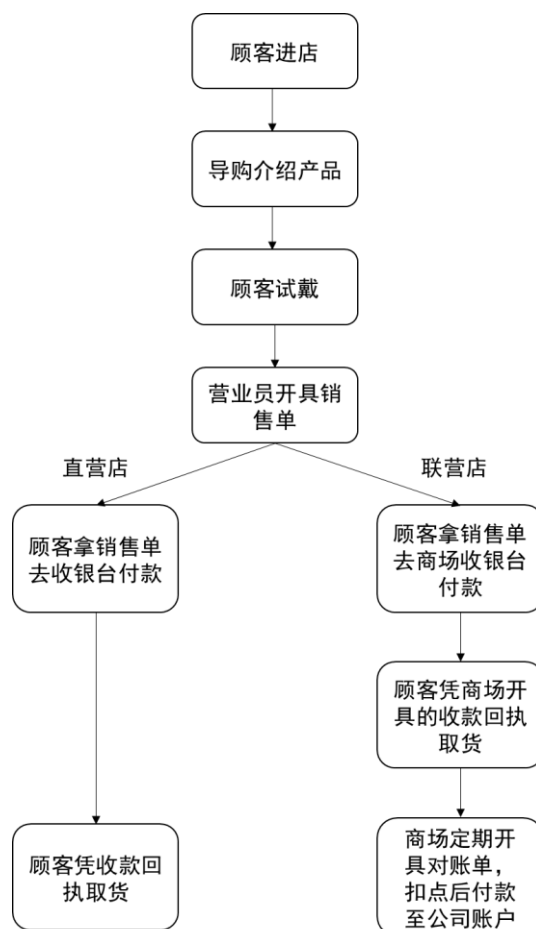 顾客进店
导购介绍产品
顾客试戴
营业员开具销
售单
直营店
联营店
顾客拿销售单
去收银台付款
顾客拿销售单
去商场收银台
付款
顾客凭商场开
具的收款回执
取货
顾客凭收款回
执取货
商场定期开
具对账单，
扣点后付款
至公司账户